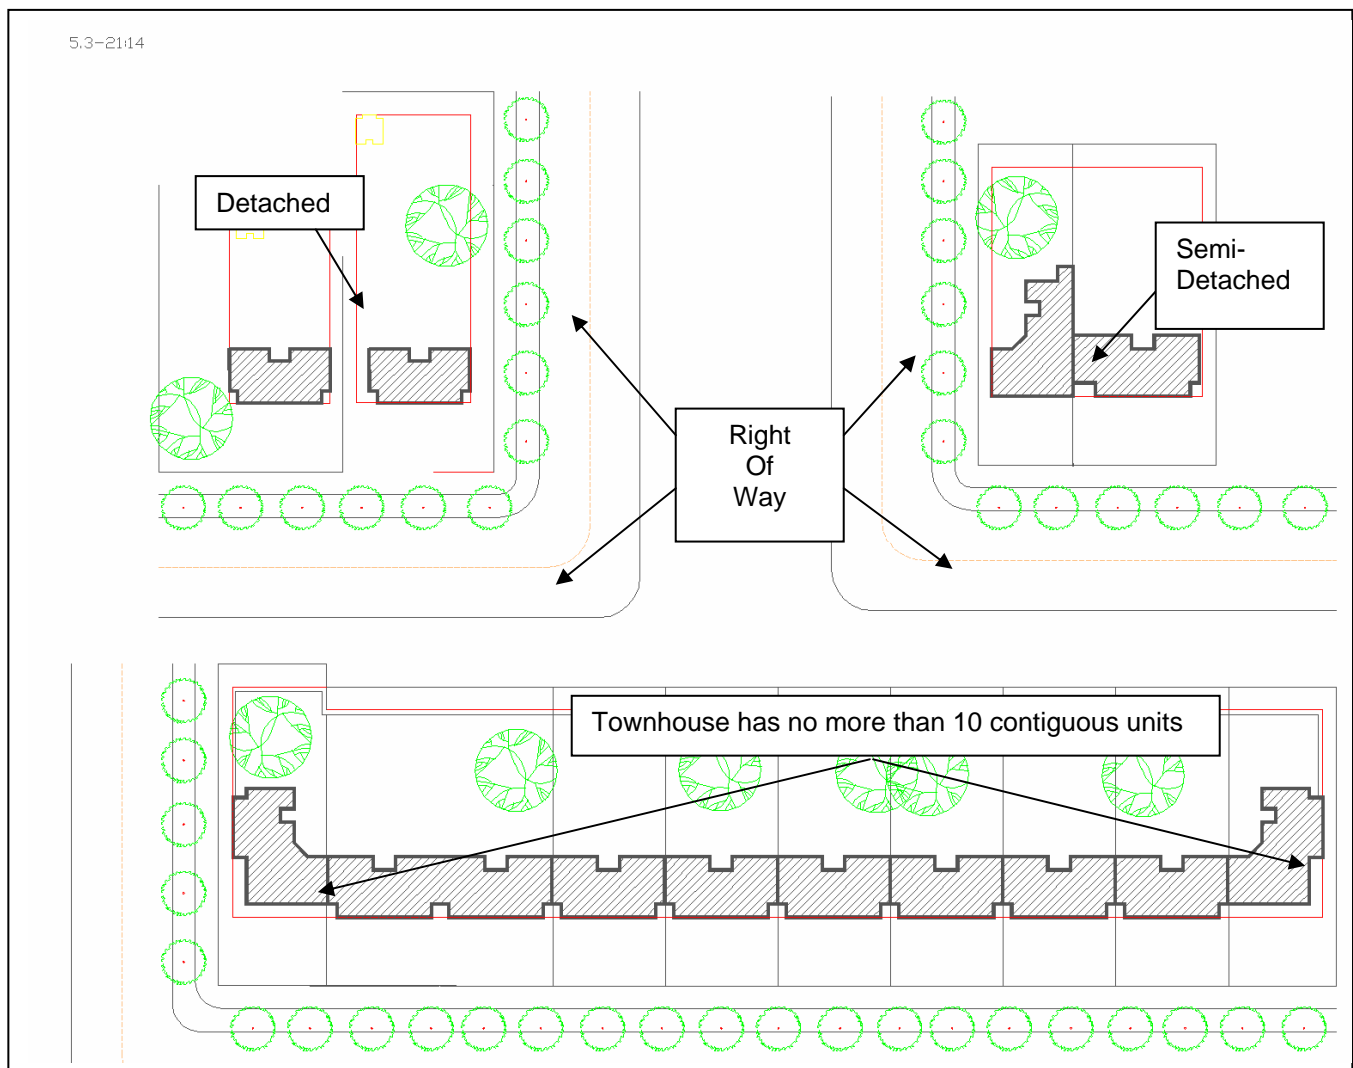 5.3-21:14
Detached
Semi-
Detached
Right
Of
Way
Townhouse has no more than 10 contiguous units